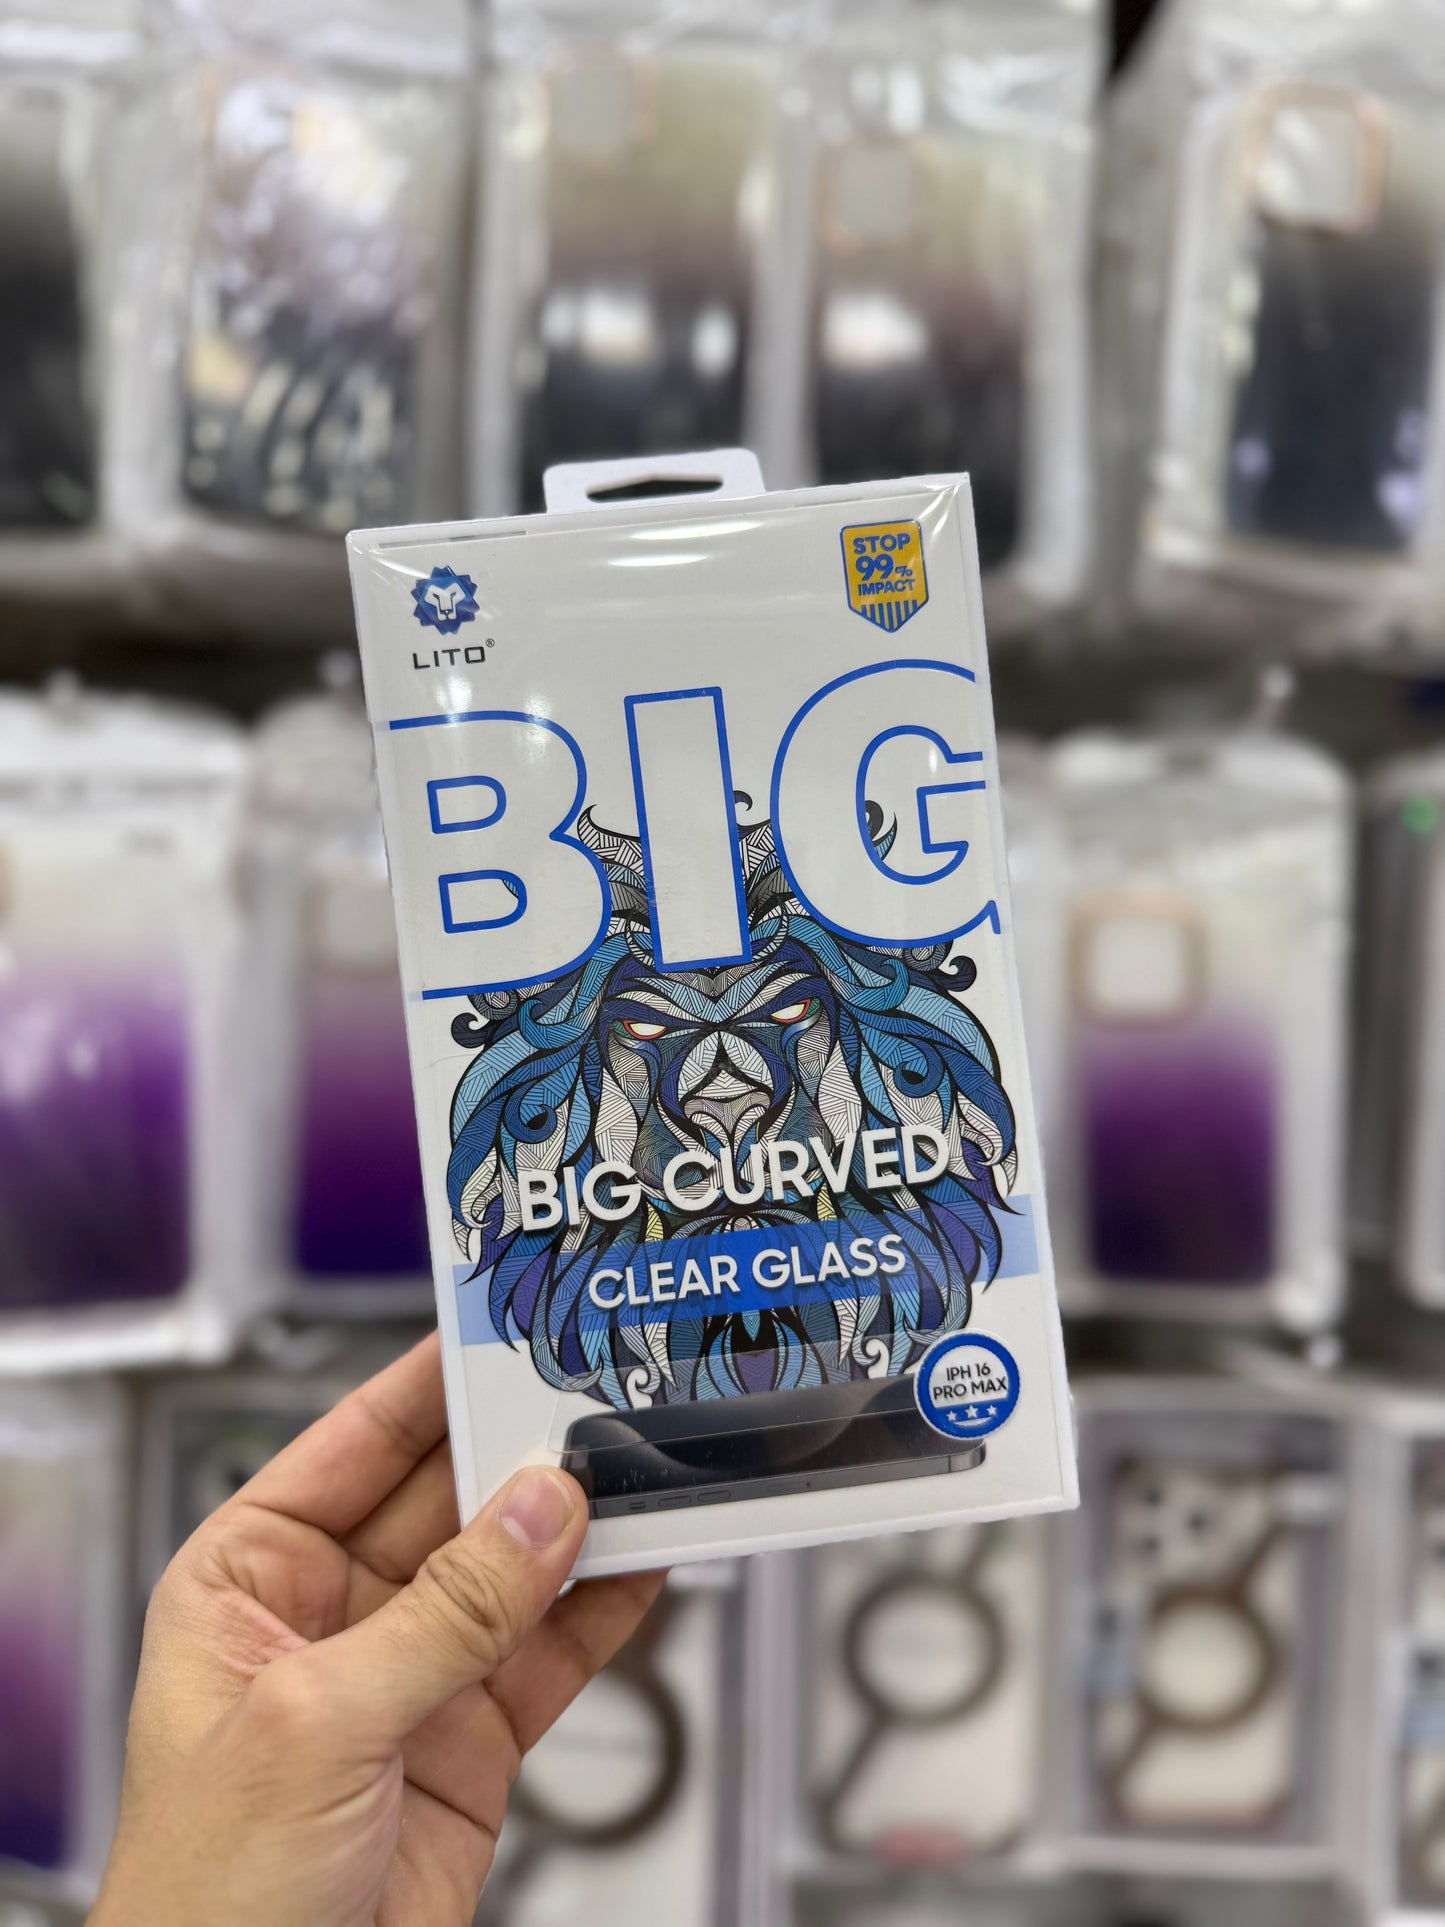 LITO®
STOP
99%
IMPACT
BIG
BIG CURVED
CLEAR GLASS
IPH 16
PRO MAX